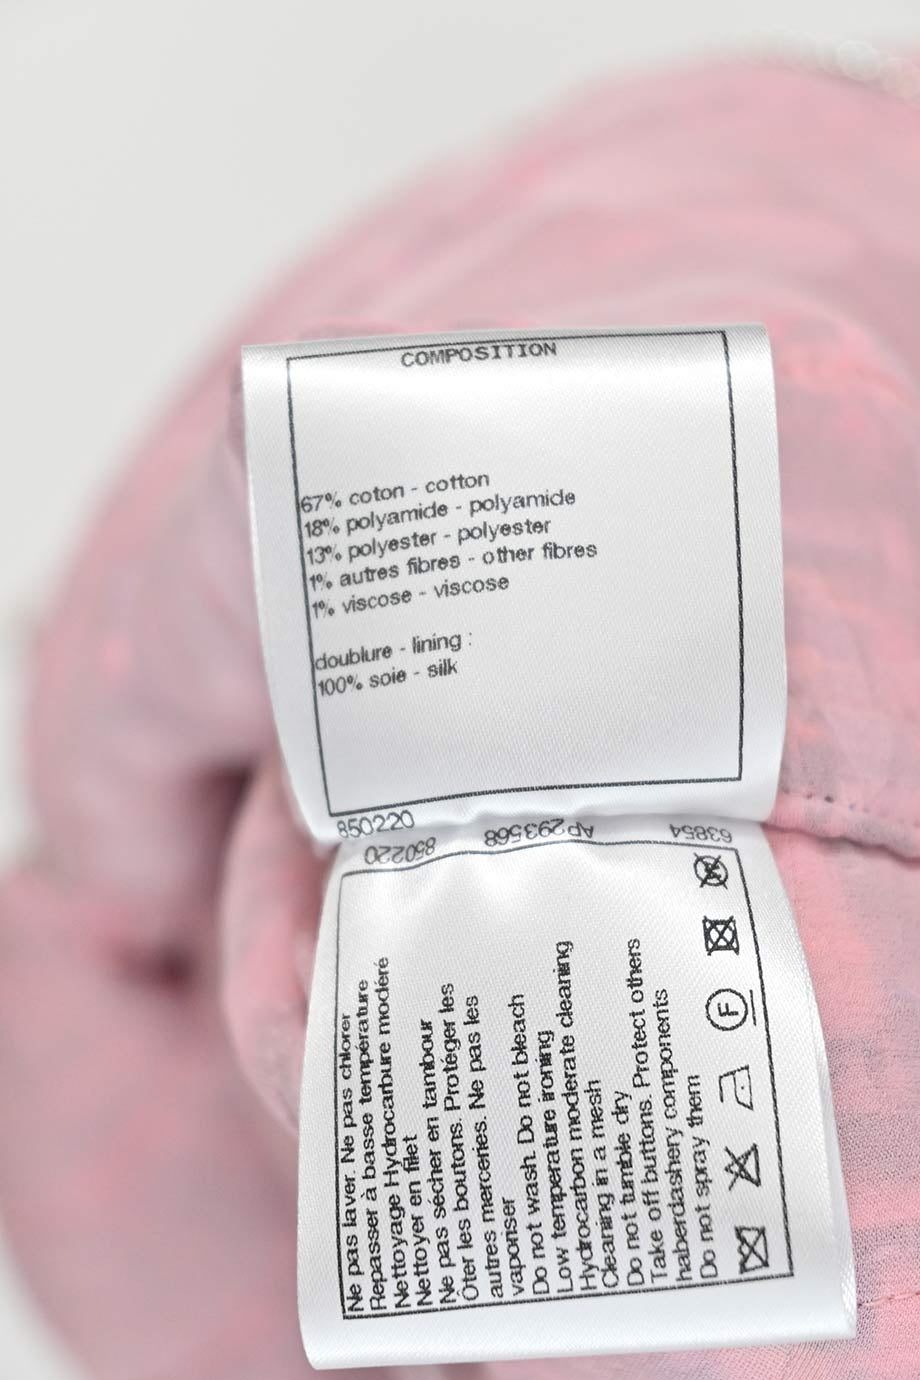 COMPOSITION
67% coton - cotton
18% polyamide - polyamide
13% polyester - polyester
1% autres fibres - other fibres
1% viscose - viscose
doublure - lining :
100% soie - silk
850220
850220 AP293568 63854
Ne pas laver. Ne pas chlorer
Repasser à basse température
Nettoyage Hydrocarbure modéré
Nettoyer en filet
Ne pas sécher en tambour
Ôter les boutons. Protéger les
autres merceries. Ne pas les
vaporiser
Do not wash. Do not bleach
Low temperature ironing
Hydrocarbon moderate cleaning
Cleaning in a mesh
Do not tumble dry
Take off buttons. Protect others
haberdashery components
Do not spray them
F